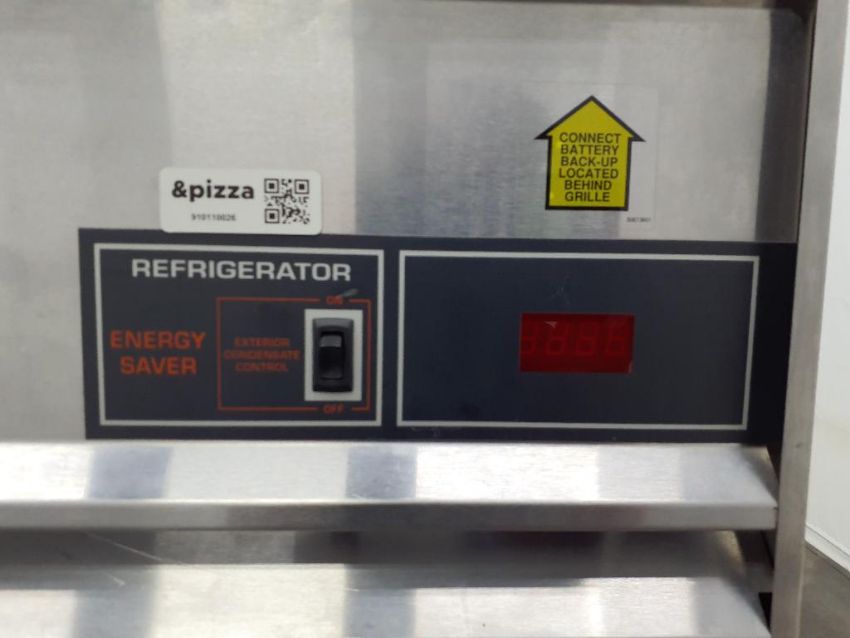 &pizza
910110026
CONNECT
BATTERY
BACK-UP
LOCATED
BEHIND
GRILLE
REFRIGERATOR
ENERGY
SAVER
ON
EXTERIOR
CONDENSATE
CONTROL
OFF